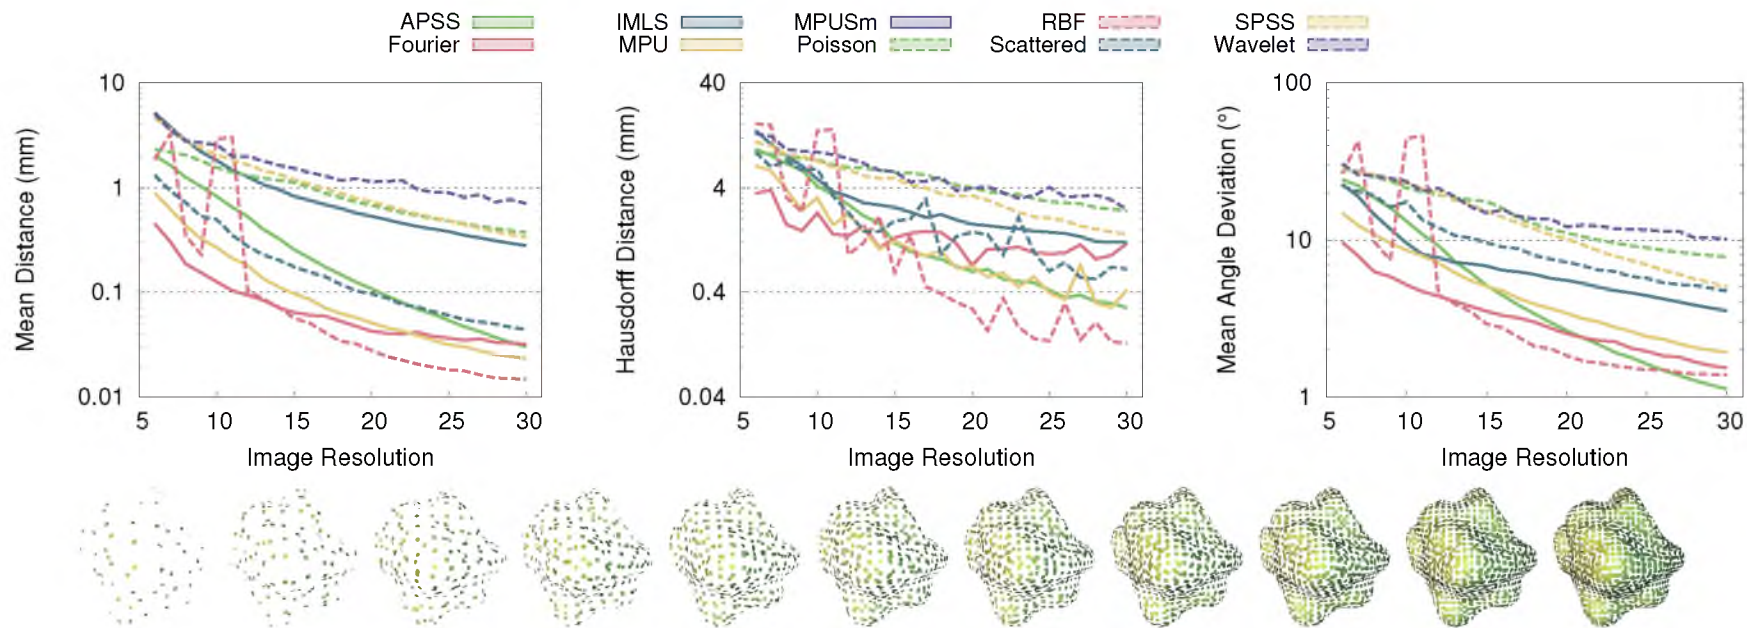 APSS IMLS MPUSm RBF SPSS
Fourier MPU Poisson Scattered Wavelet
Mean Distance (mm)
10
1
0.1
0.01
5 10 15 20 25 30
Image Resolution
Hausdorff Distance (mm)
40
4
0.4
0.04
5 10 15 20 25 30
Image Resolution
Mean Angle Deviation (°)
100
10
1
5 10 15 20 25 30
Image Resolution